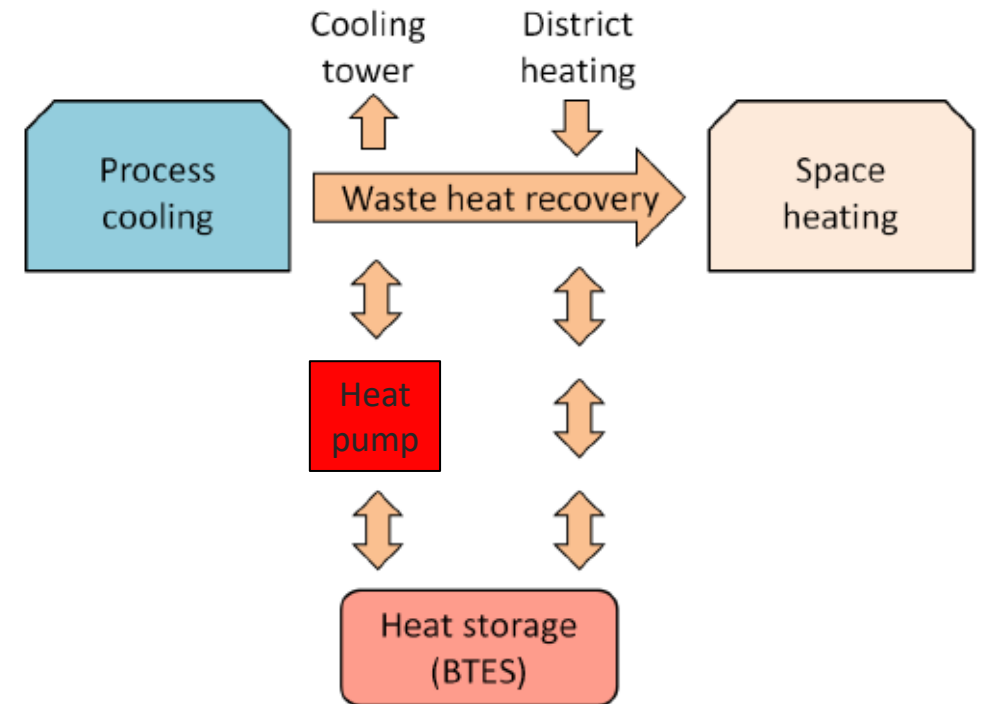 Cooling
tower
District
heating
Process
cooling
Waste heat recovery
Space
heating
Heat
pump
Heat storage
(BTES)